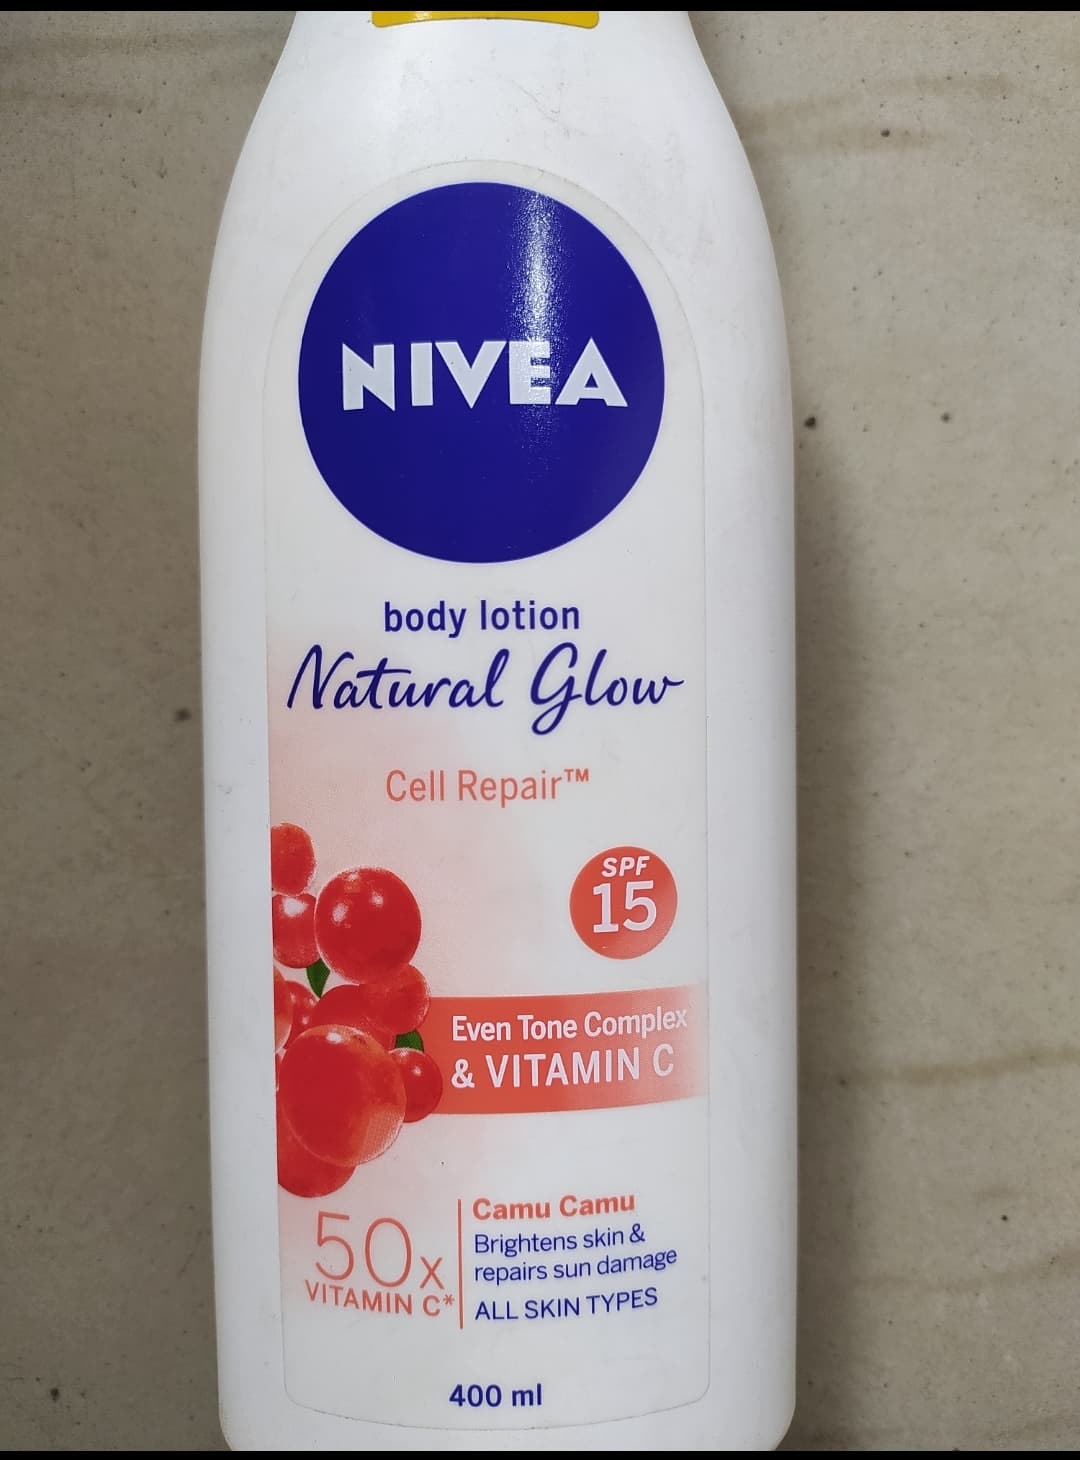 NIVEA
body lotion
Natural Glow
Cell Repair™
SPF
15
Even Tone Complex
& VITAMIN C
50x
VITAMIN C*
Camu Camu
Brightens skin &
repairs sun damage
ALL SKIN TYPES
400 ml